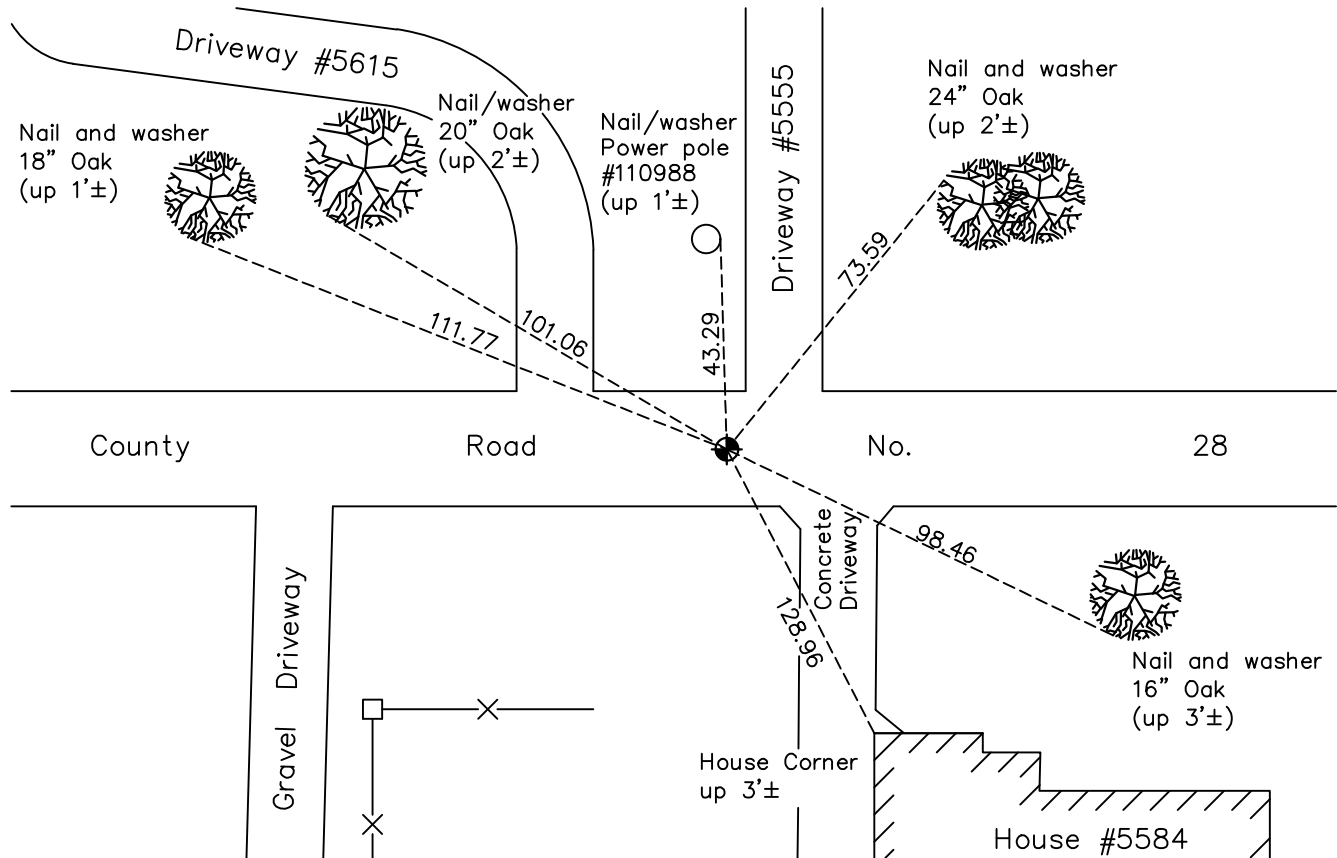 Driveway #5615
Nail and washer
18" Oak
(up 1'±)
Nail/washer
20" Oak
(up 2'±)
Nail/washer
Power pole
#110988
(up 1'±)
Driveway #5555
Nail and washer
24" Oak
(up 2'±)
111.77
101.06
43.29
73.59
County Road No. 28
98.46
128.96
Concrete
Driveway
Gravel Driveway
Nail and washer
16" Oak
(up 3'±)
House Corner
up 3'±
House #5584